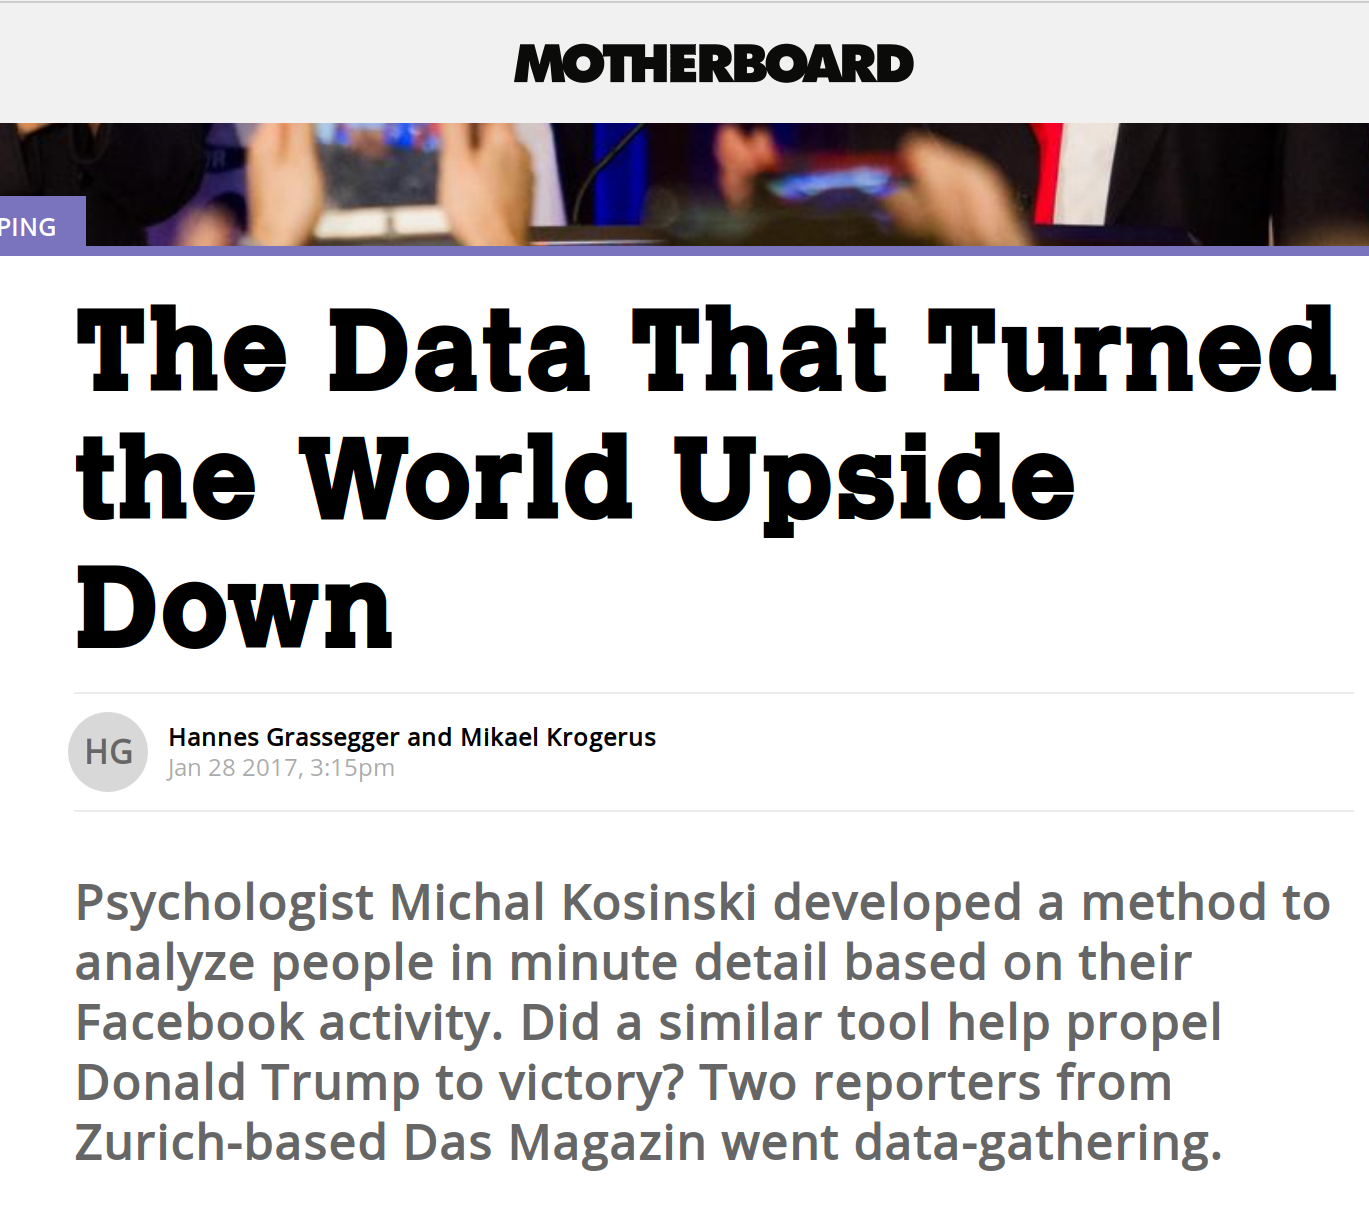 MOTHERBOARD
PING
The Data That Turned
the World Upside
Down
HG
Hannes Grassegger and Mikael Krogerus
Jan 28 2017, 3:15pm
Psychologist Michal Kosinski developed a method to
analyze people in minute detail based on their
Facebook activity. Did a similar tool help propel
Donald Trump to victory? Two reporters from
Zurich-based Das Magazin went data-gathering.